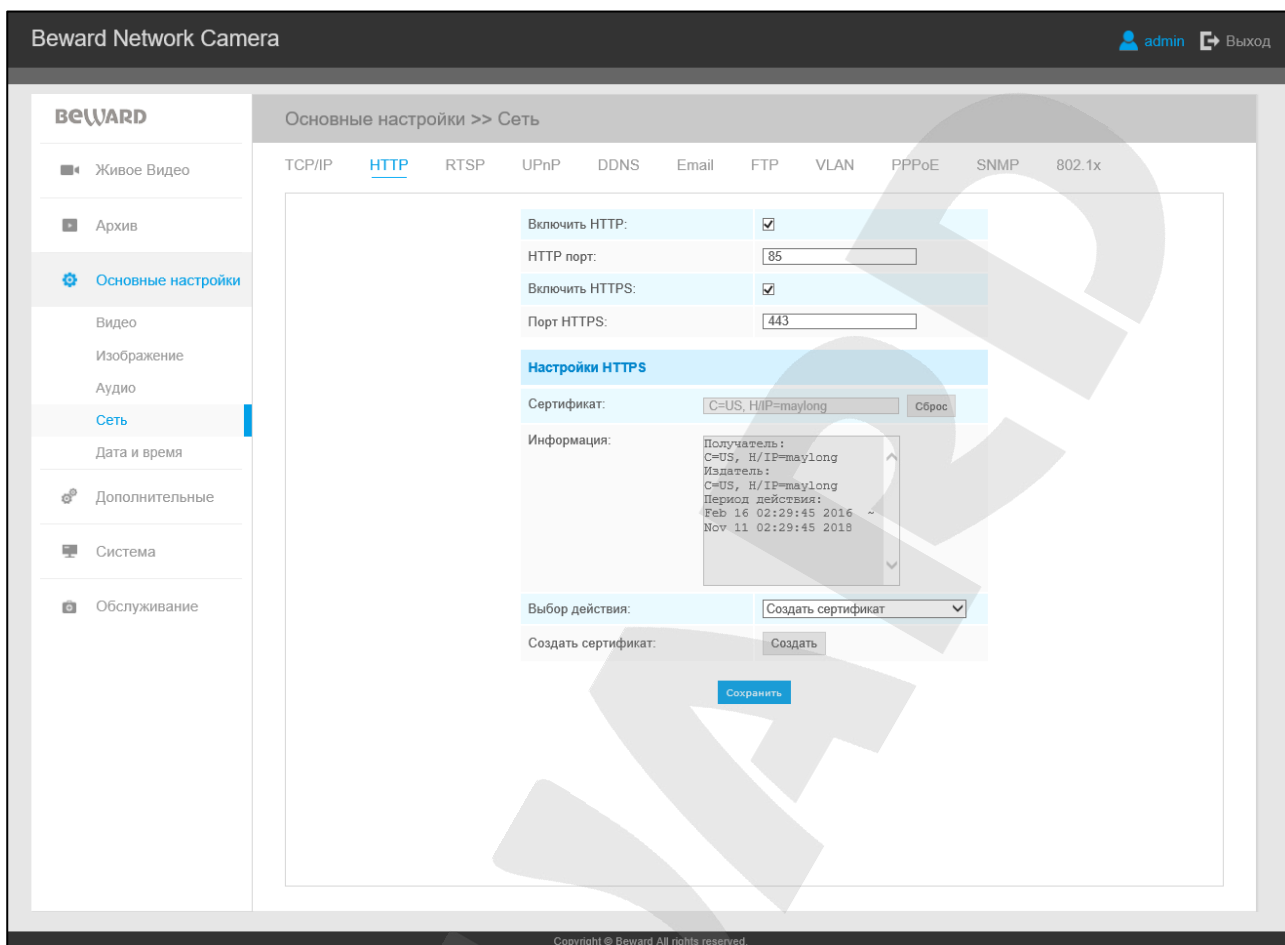 Beward Network Camera
admin Выход
BEWARD
Основные настройки >> Сеть
TCP/IP HTTP RTSP UPnP DDNS Email FTP VLAN PPPoE SNMP 802.1x
Живое Видео
Архив
Основные настройки
Видео
Изображение
Аудио
Сеть
Дата и время
Дополнительные
Система
Обслуживание
Включить HTTP:
HTTP порт: 85
Включить HTTPS:
Порт HTTPS: 443
Настройки HTTPS
Сертификат: C=US, H/IP=maylong Сброс
Информация:
Получатель:
C=US, H/IP=maylong
Издатель:
C=US, H/IP=maylong
Период действия:
Feb 16 02:29:45 2016 ~
Nov 11 02:29:45 2018
Выбор действия: Создать сертификат
Создать сертификат: Создать
Сохранить
Copyright © Beward All rights reserved.